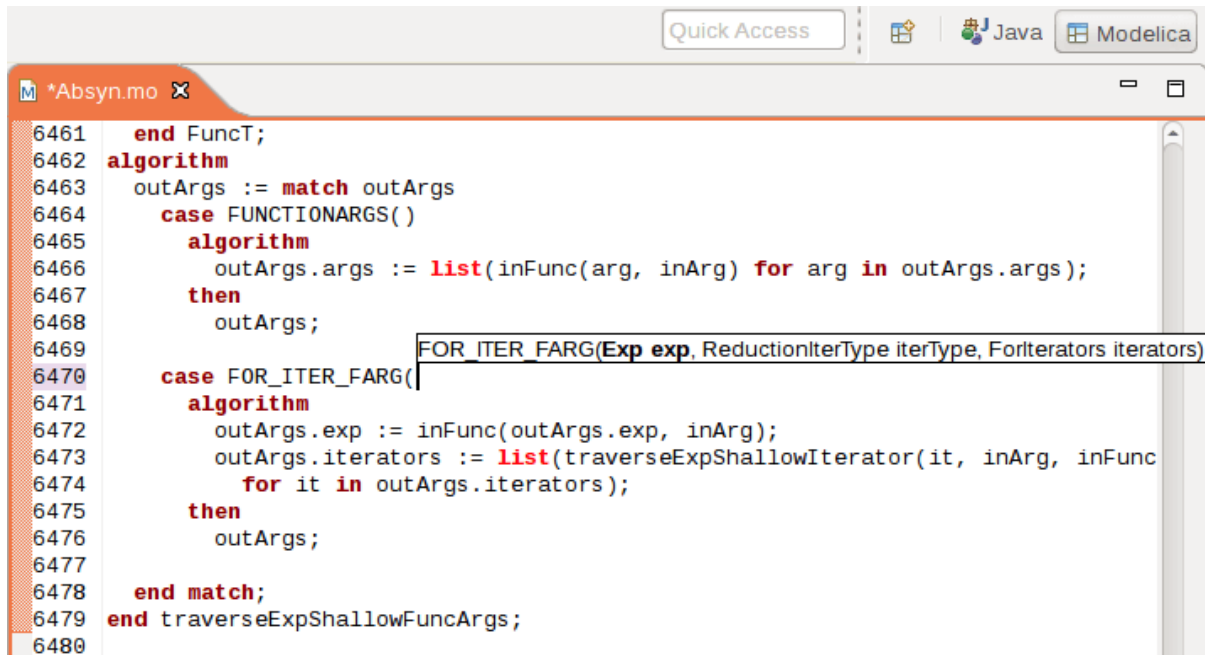 Quick Access Java Modelica
*Absyn.mo
6461 end FuncT;
6462 algorithm
6463 outArgs := match outArgs
6464 case FUNCTIONARGS()
6465 algorithm
6466 outArgs.args := list(inFunc(arg, inArg) for arg in outArgs.args);
6467 then
6468 outArgs;
6469 FOR_ITER_FARG(Exp exp, ReductionIterType iterType, ForIterators iterators)
6470 case FOR_ITER_FARG(
6471 algorithm
6472 outArgs.exp := inFunc(outArgs.exp, inArg);
6473 outArgs.iterators := list(traverseExpShallowIterator(it, inArg, inFunc
6474 for it in outArgs.iterators);
6475 then
6476 outArgs;
6477
6478 end match;
6479 end traverseExpShallowFuncArgs;
6480